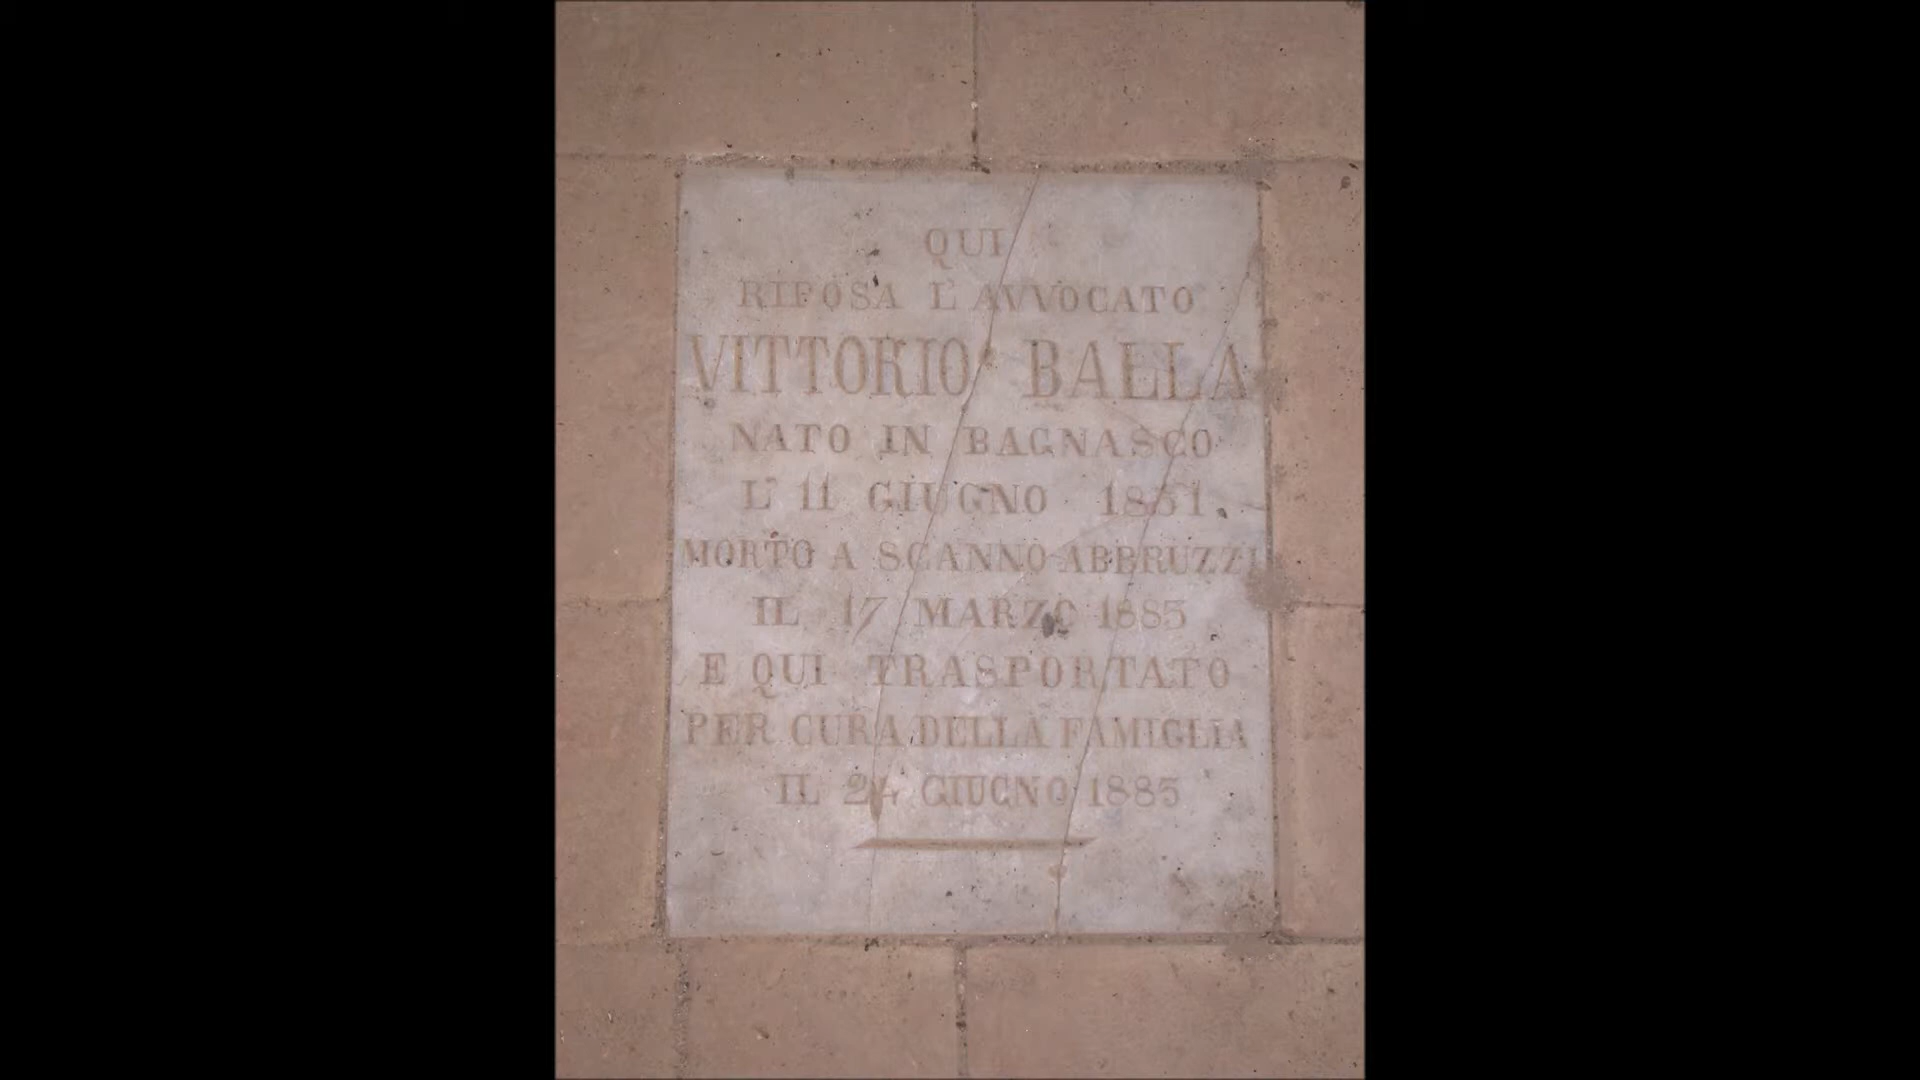 QUI
RIPOSA L'AVVOCATO
VITTORIO BALLA
NATO IN BAGNASCO
L' 11 GIUGNO 1851
MORTO A SCANNO ABBRUZZI
IL 17 MARZO 1885
E QUI TRASPORTATO
PER CURA DELLA FAMIGLIA
IL 24 GIUGNO 1885